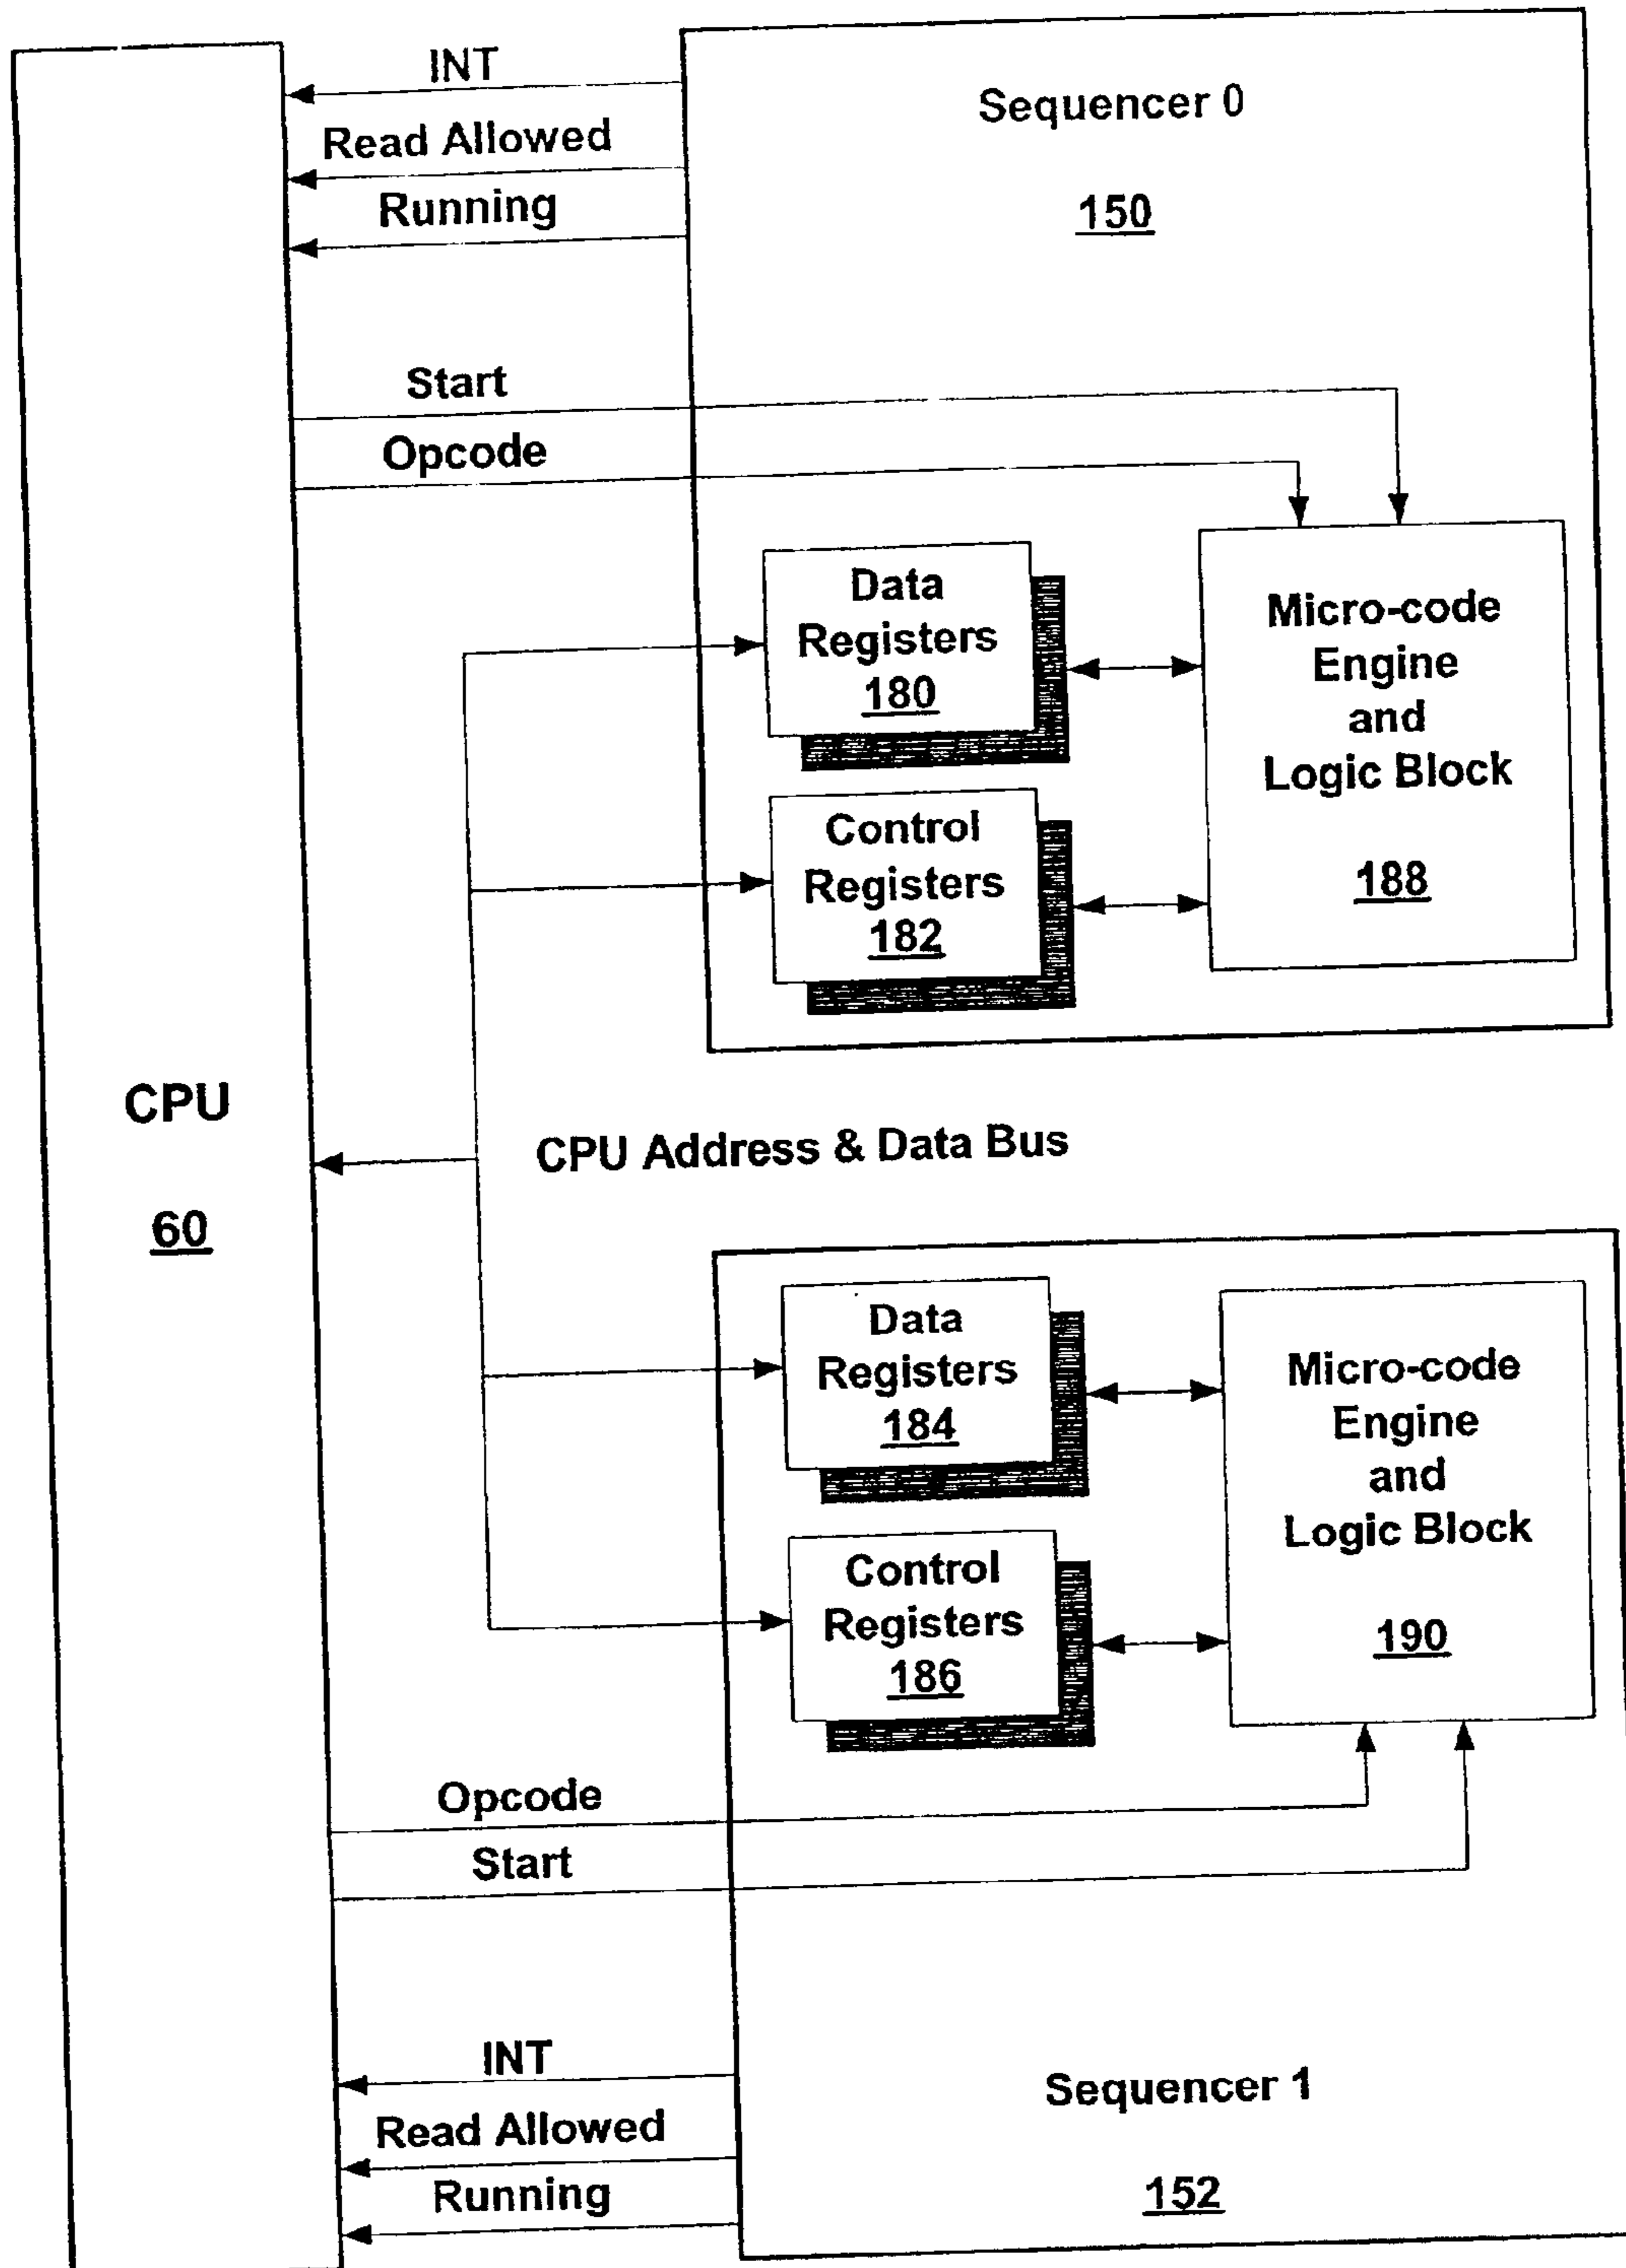 INT
Read Allowed
Running
Sequencer 0
150
Start
Opcode
Data
Registers
180
Control
Registers
182
Micro-code
Engine
and
Logic Block
188
CPU
60
CPU Address & Data Bus
Data
Registers
184
Control
Registers
186
Micro-code
Engine
and
Logic Block
190
Opcode
Start
INT
Read Allowed
Running
Sequencer 1
152